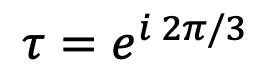 τ = e^{i 2π/3}